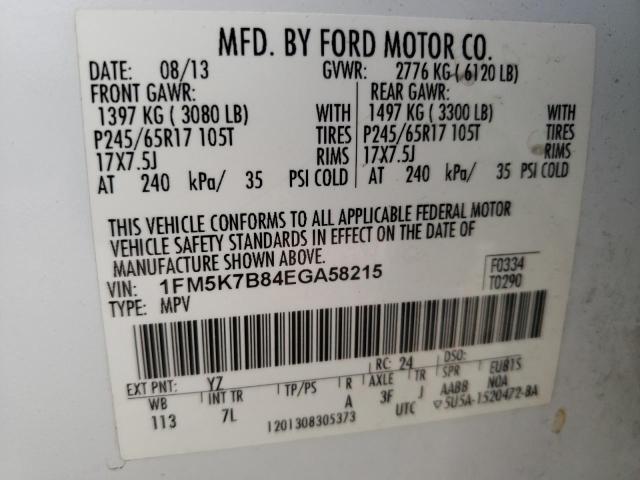 MFD. BY FORD MOTOR CO.
DATE: 08/13 GVWR: 2776 KG ( 6120 LB)
FRONT GAWR: REAR GAWR:
1397 KG ( 3080 LB) WITH 1497 KG ( 3300 LB) WITH
P245/65R17 105T TIRES P245/65R17 105T TIRES
17X7.5J RIMS 17X7.5J RIMS
AT 240 kPa/ 35 PSI COLD AT 240 kPa/ 35 PSI COLD
THIS VEHICLE CONFORMS TO ALL APPLICABLE FEDERAL MOTOR
VEHICLE SAFETY STANDARDS IN EFFECT ON THE DATE OF
MANUFACTURE SHOWN ABOVE.
VIN: 1FM5K7B84EGA58215 F0334
TYPE: MPV T0290
EXT PNT: YZ RC: 24 DSO:
WB INT TR TP/PS R AXLE TR SPR EU81S
113 7L A 3F J AABB NOA
1201308305373 UTC 5U5A-1520472-BA